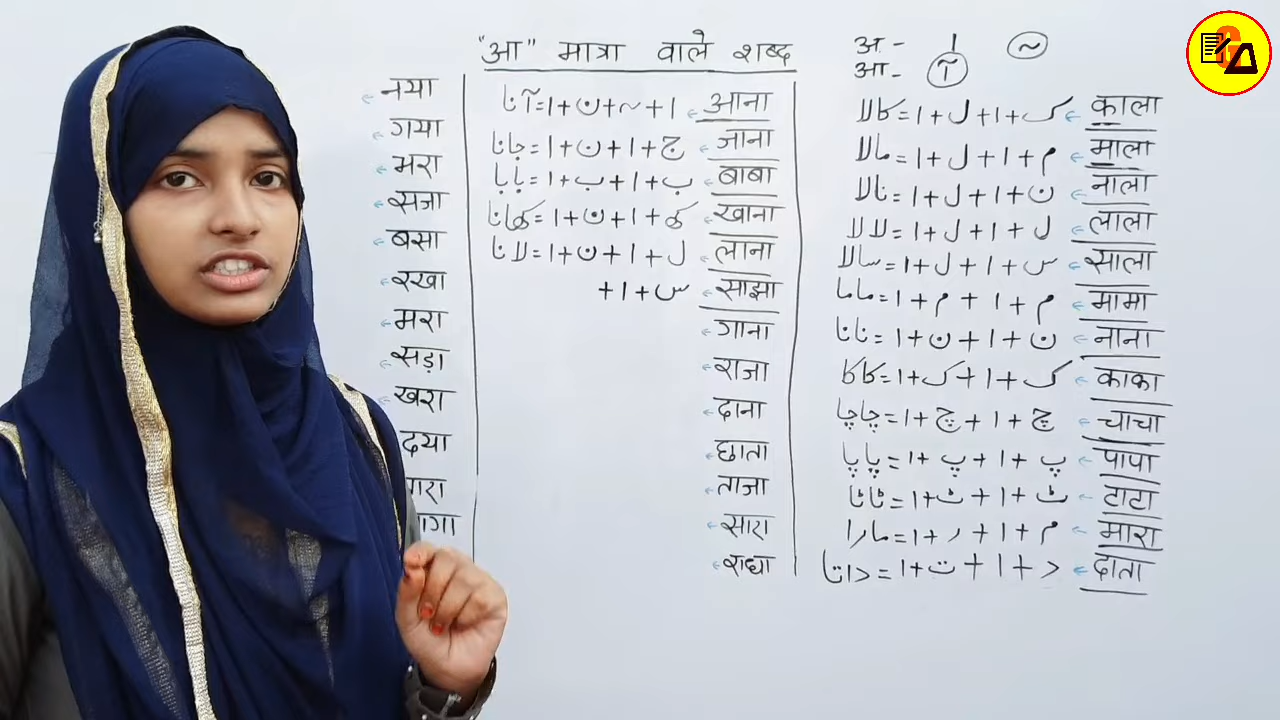 "आ" मात्रा वाले शब्द
अ - ا ( ~ )
आ - ( آ )
काला ← ک + ا + ل + ا = کالا
माला ← م + ا + ل + ا = مالا
नाला ← ن + ا + ل + ا = نالا
लाला ← ل + ا + ل + ا = لالا
साला ← س + ا + ل + ا = سالا
मामा ← م + ا + م + ا = ماما
नाना ← ن + ا + ن + ا = نانا
काका ← ک + ا + ک + ا = کاکا
चाचा ← چ + ا + چ + ا = چاچا
पापा ← پ + ا + پ + ا = پاپا
टाटा ← ٹ + ا + ٹ + ا = ٹاٹا
मारा ← م + ا + ر + ا = مارا
दाता ← د + ا + ت + ا = داتا
आना ← ا + ~ + ن + ا = آنا
जाना ← ج + ا + ن + ا = جانا
बाबा ← ب + ا + ب + ا = بابا
खाना ← کھ + ا + ن + ا = کھانا
लाना ← ل + ا + ن + ا = لانا
साझा ← س + ا +
गाना ←
राजा ←
दाना ←
छाता ←
ताजा ←
सारा ←
राधा ←
नया ←
गया ←
मरा ←
सजा ←
बसा ←
रखा ←
मरा ←
सड़ा ←
खरा ←
दया